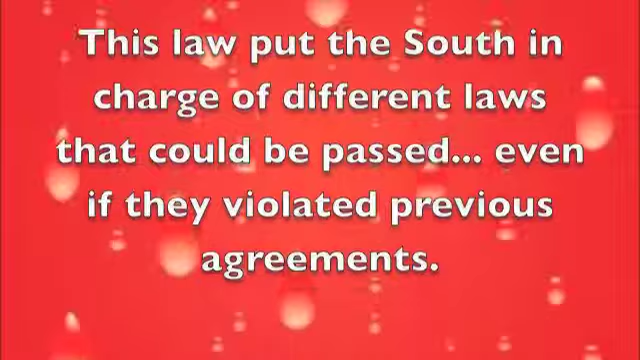 This law put the South in
charge of different laws
that could be passed... even
if they violated previous
agreements.